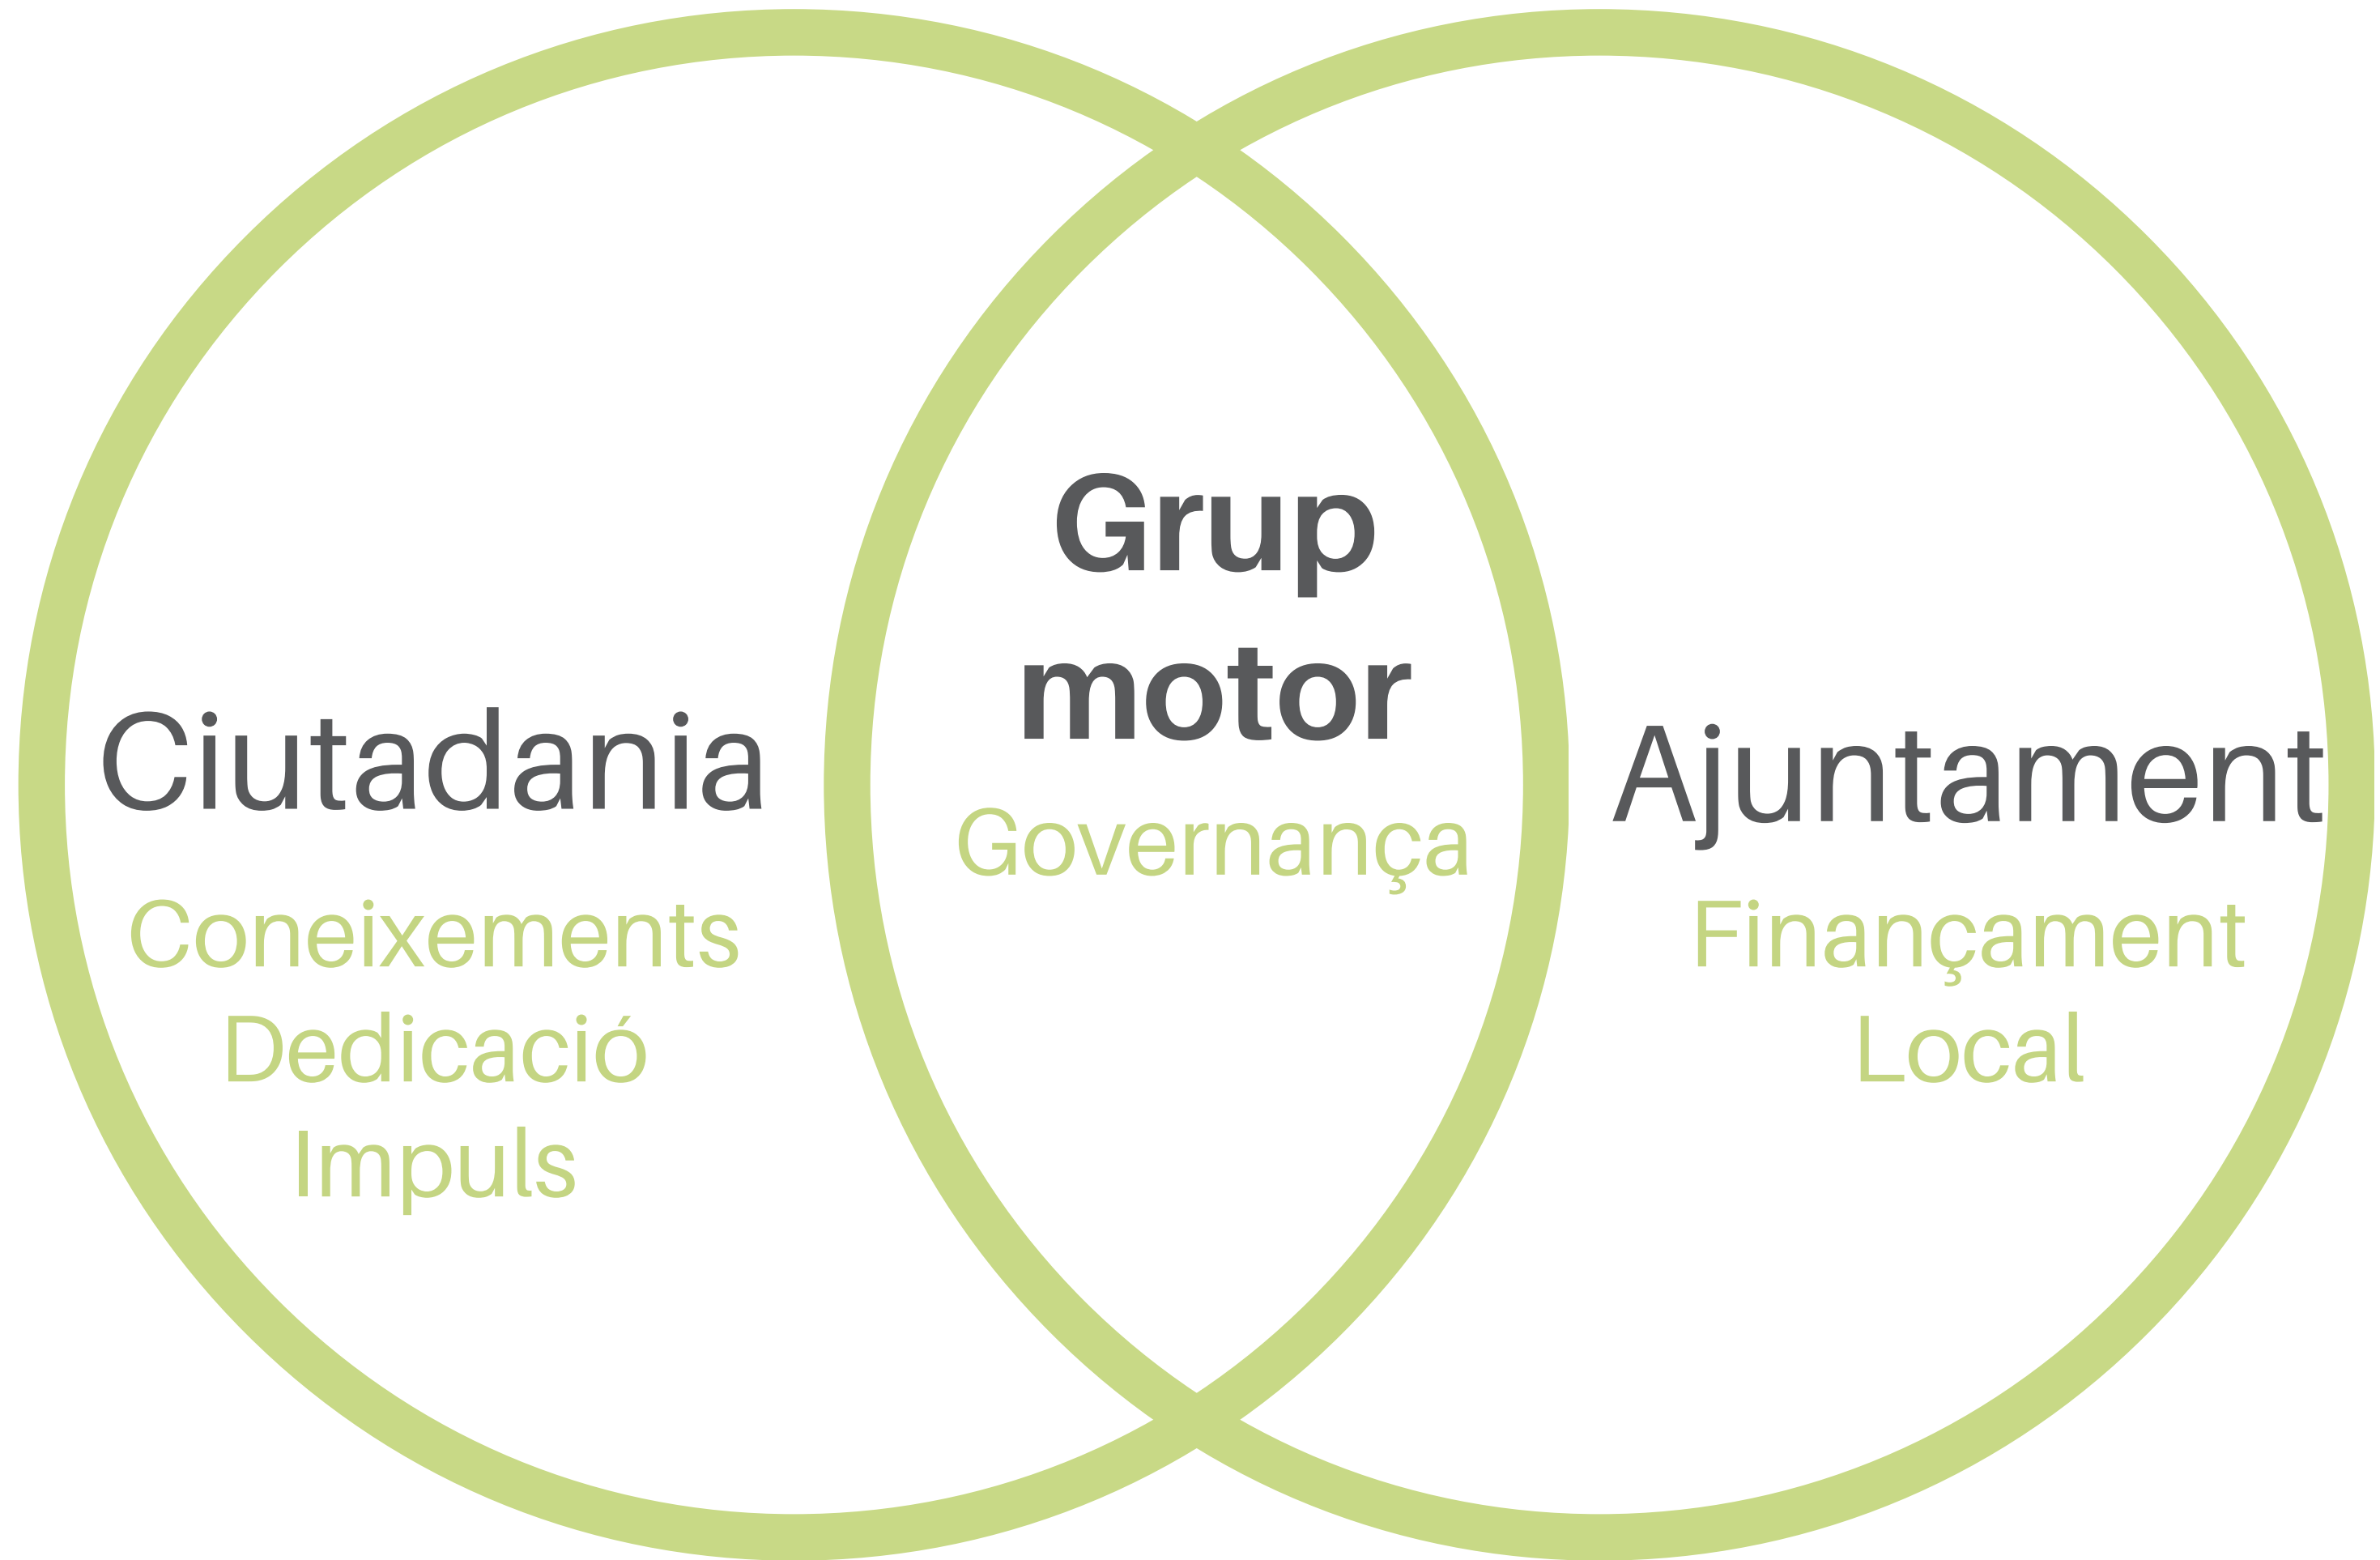 Ciutadania
Coneixements
Dedicació
Impuls
Grup
motor
Governança
Ajuntament
Finançament
Local